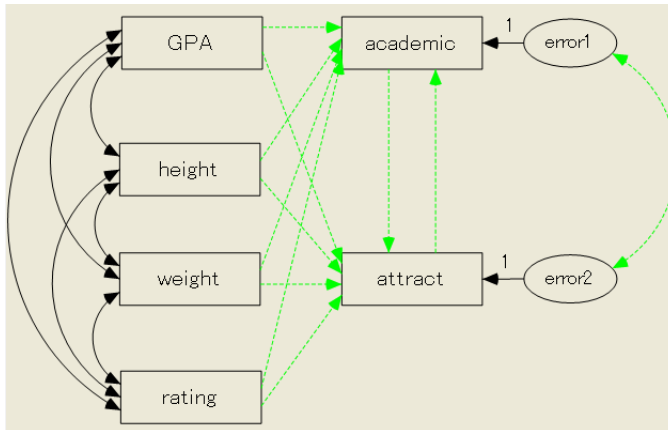 GPA
academic
1
error1
height
weight
attract
1
error2
rating